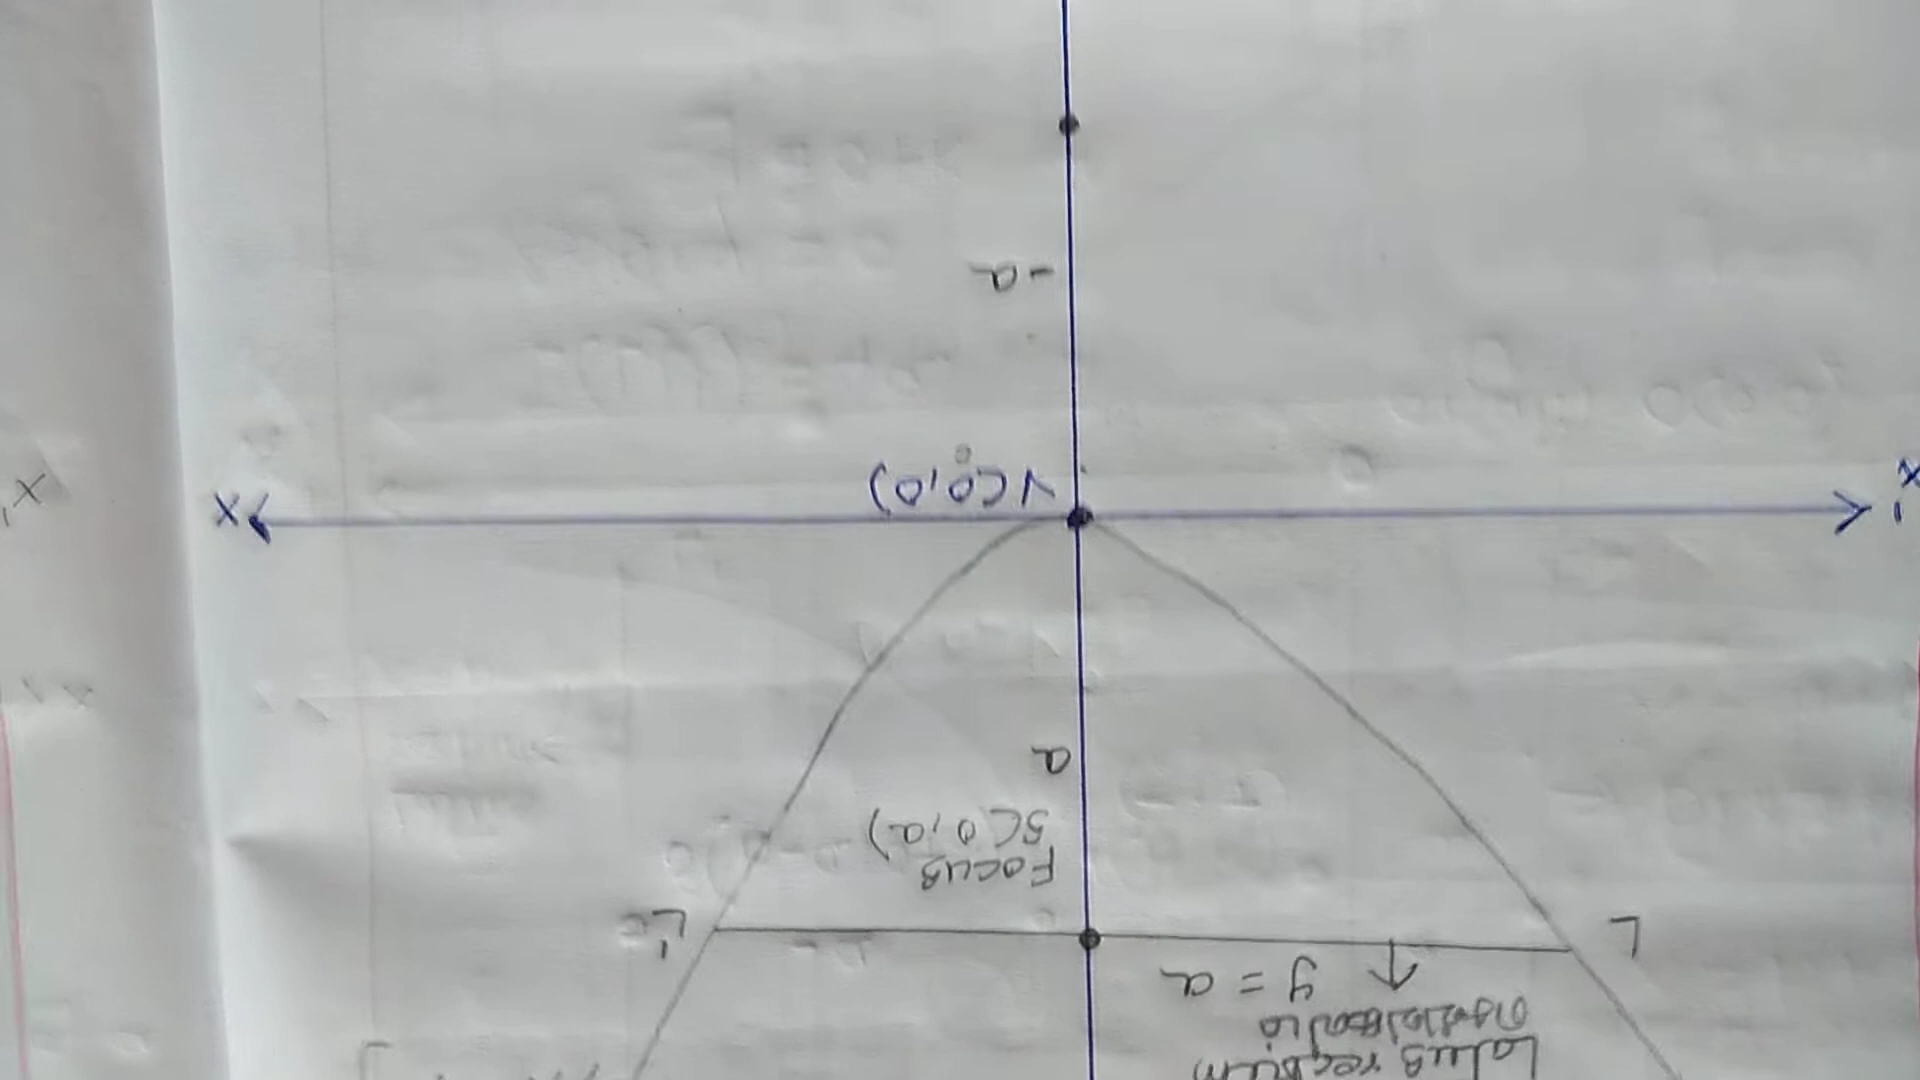 Latus rectum
y = a
L
L'
Focus
S(0,a)
a
x'
V(0,0)
x
x'
-a